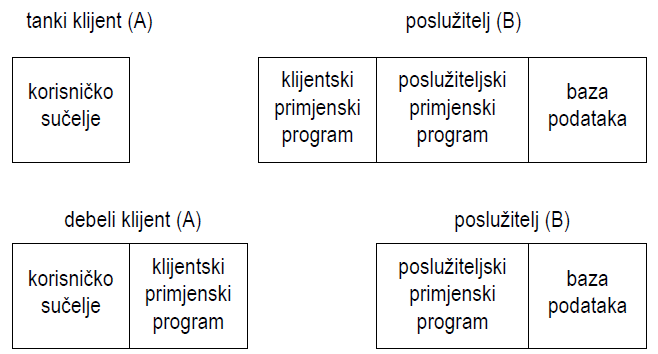 tanki klijent (A)
poslužitelj (B)
korisničko
sučelje
klijentski
primjenski
program
poslužiteljski
primjenski
program
baza
podataka
debeli klijent (A)
poslužitelj (B)
korisničko
sučelje
klijentski
primjenski
program
poslužiteljski
primjenski
program
baza
podataka